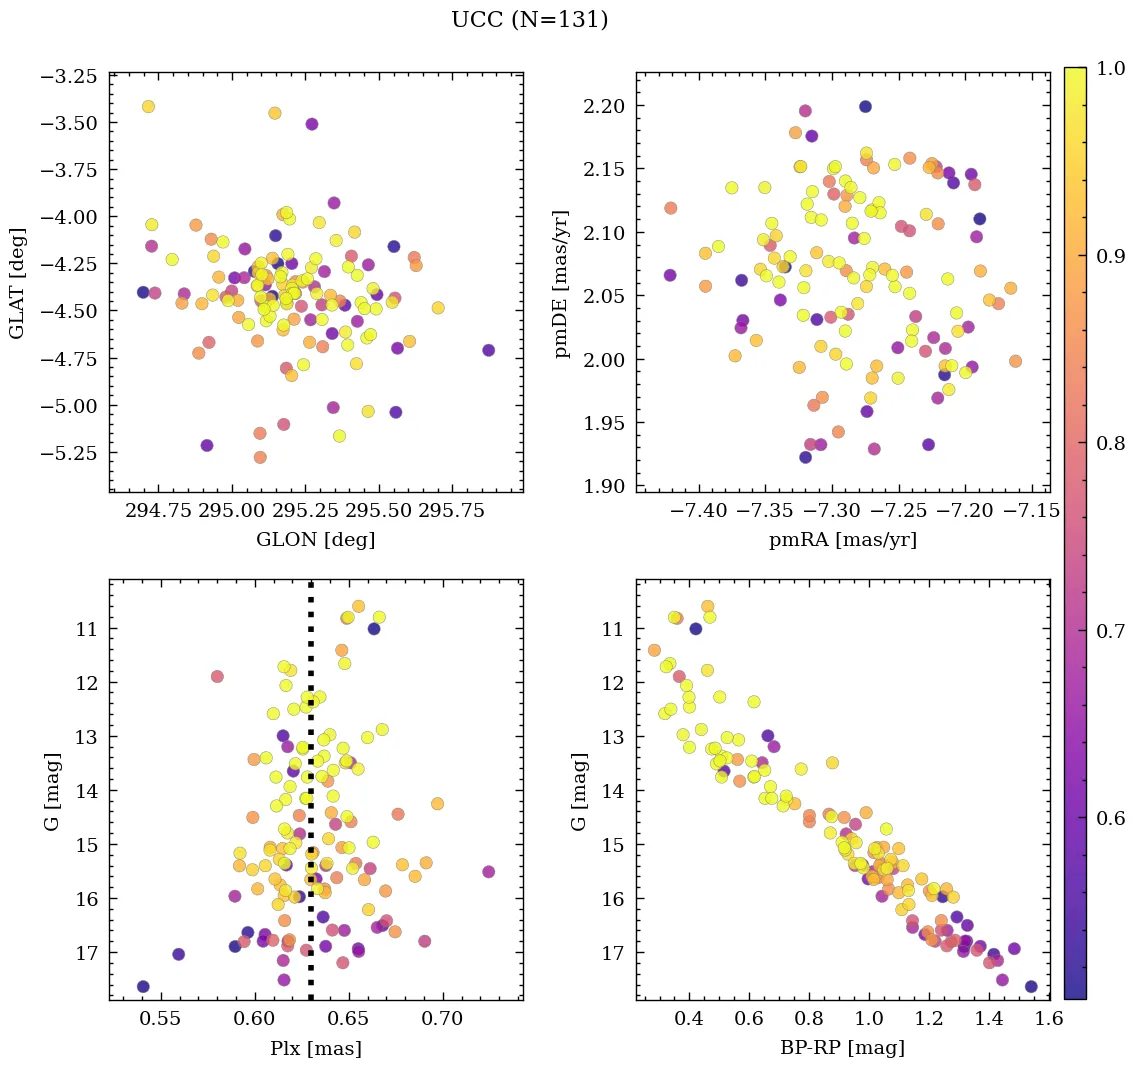 UCC (N=131)
−3.25
−3.50
−3.75
−4.00
−4.25
−4.50
−4.75
−5.00
−5.25
GLAT [deg]
294.75 295.00 295.25 295.50 295.75
GLON [deg]
2.20
2.15
2.10
2.05
2.00
1.95
1.90
pmDE [mas/yr]
−7.40 −7.35 −7.30 −7.25 −7.20 −7.15
pmRA [mas/yr]
1.0
0.9
0.8
0.7
0.6
11
12
13
14
15
16
17
G [mag]
0.55 0.60 0.65 0.70
Plx [mas]
11
12
13
14
15
16
17
G [mag]
0.4 0.6 0.8 1.0 1.2 1.4 1.6
BP-RP [mag]